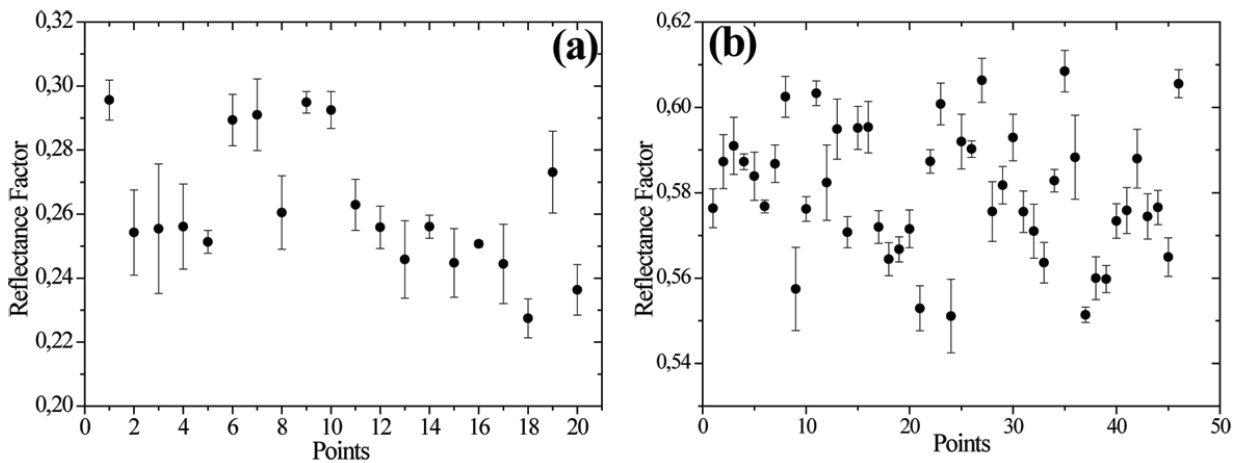 (a)
Reflectance Factor
0,32
0,30
0,28
0,26
0,24
0,22
0,20
0 2 4 6 8 10 12 14 16 18 20
Points
(b)
Reflectance Factor
0,62
0,60
0,58
0,56
0,54
0 10 20 30 40 50
Points